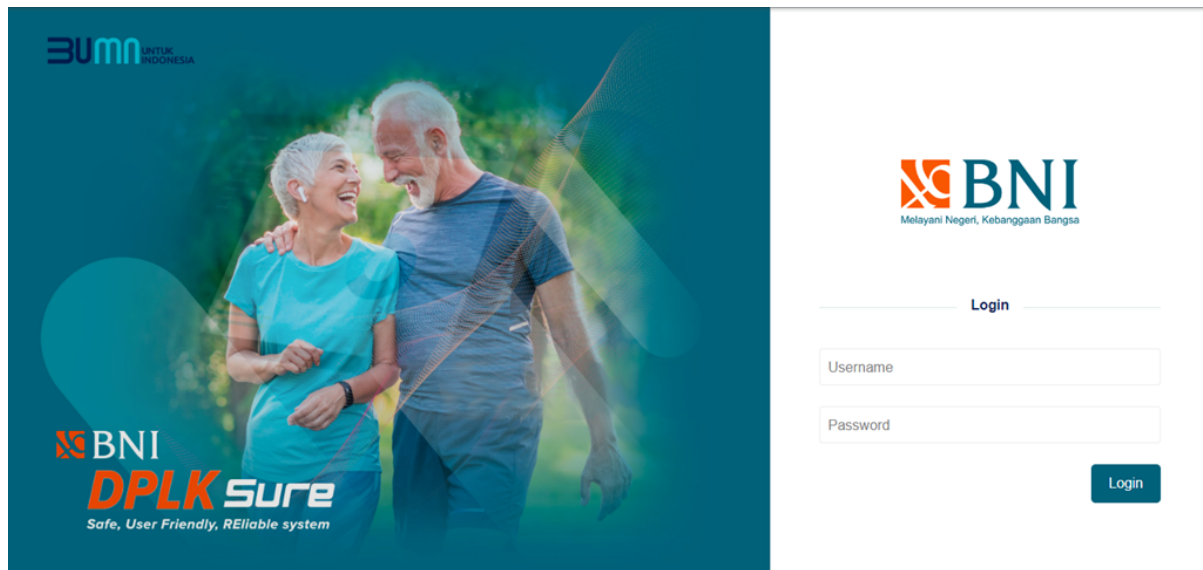 BUMN UNTUK
INDONESIA
BNI
DPLK Sure
Safe, User Friendly, REliable system
BNI
Melayani Negeri, Kebanggaan Bangsa
Login
Username
Password
Login